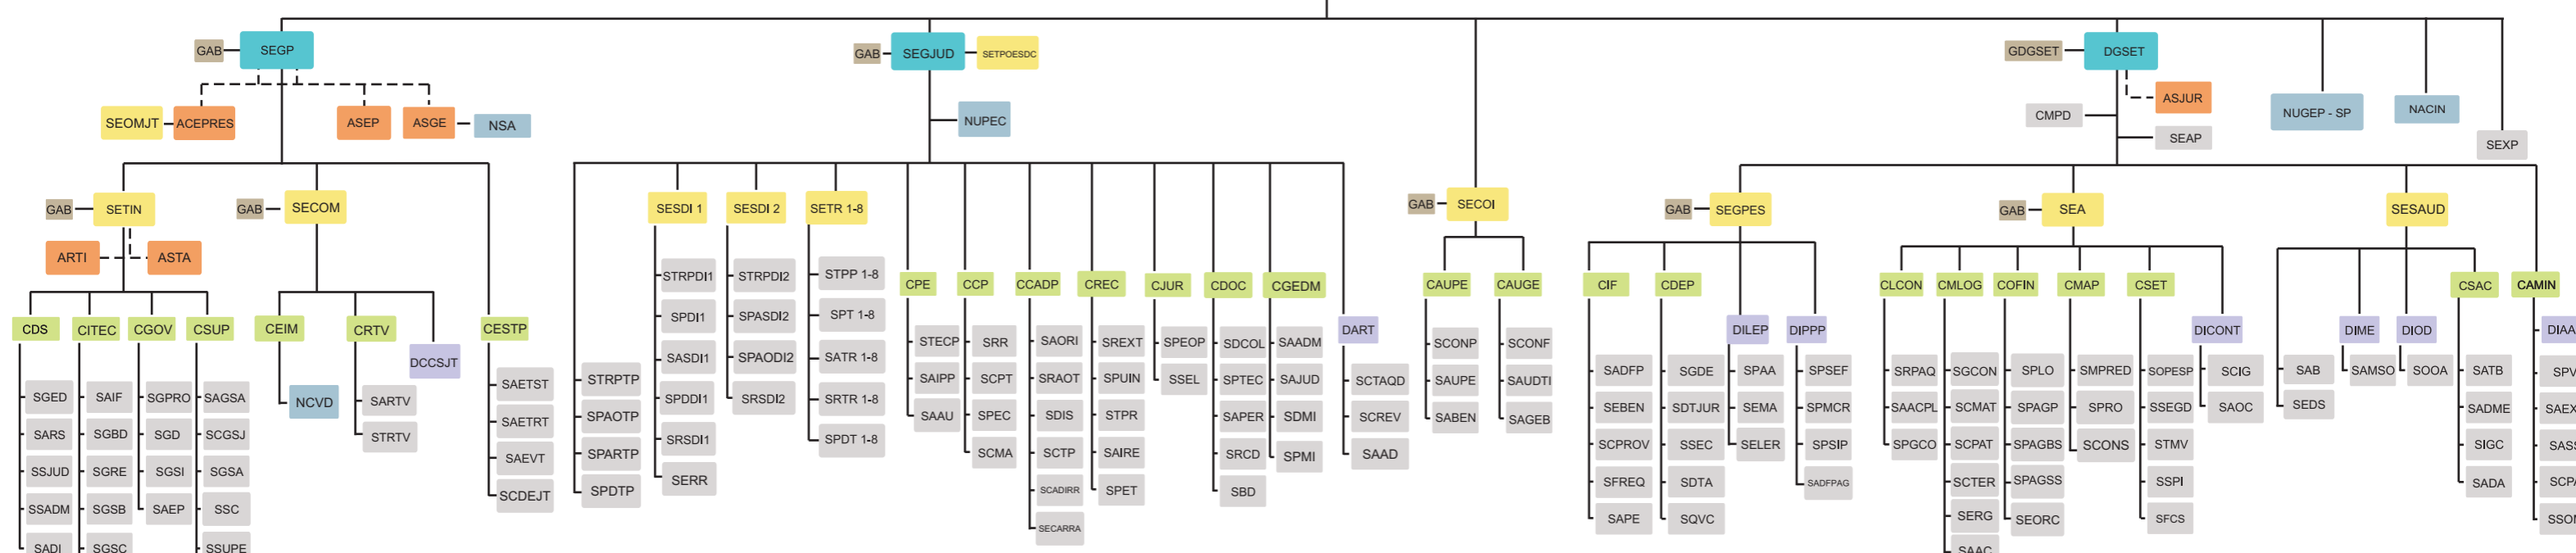 GAB SEGP
GAB SEGJUD SETPOESDC
GDGSET DGSET
SEOMJT ACEPRES ASEP ASGE NSA
NUPEC
CMPD ASJUR
SEAP
NUGEP - SP
NACIN
SEXP
GAB SETIN
GAB SECOM
ARTI ASTA
SESDI 1 SESDI 2 SETR 1-8
GAB SECOI
GAB SEGPES
GAB SEA
SESAUD
CDS CITEC CGOV CSUP
CEIM CRTV DCCSJT
CESTP
SGED
SARS
SSJUD
SSADM
SADI
SAIF
SGBD
SGRE
SGSB
SGSC
SGPRO
SGD
SGSI
SAEP
SAGSA
SCGSJ
SGSA
SSC
SSUPE
NCVD
SARTV
STRTV
SAETST
SAETRT
SAEVT
SCDEJT
STRPTP
SPAOTP
SPARTP
SPDTP
STRPDI1
SPDI1
SASDI1
SPDDI1
SRSDI1
SERR
STRPDI2
SPASDI2
SPAODI2
SRSDI2
STPP 1-8
SPT 1-8
SATR 1-8
SRTR 1-8
SPDT 1-8
CPE CCP CCADP CREC CJUR CDOC CGEDM
DART
STECP
SAIPP
SAAU
SRR
SCPT
SPEC
SCMA
SAORI
SRAOT
SDIS
SCTP
SCADIRR
SECARRA
SREXT
SPUIN
STPR
SAIRE
SPET
SPEOP
SSEL
SDCOL
SPTEC
SAPER
SRCD
SBD
SAADM
SAJUD
SDMI
SPMI
SCTAQD
SCREV
SAAD
CAUPE CAUGE
SCONP
SAUPE
SABEN
SCONF
SAUDTI
SAGEB
CIF CDEP
DILEP DIPPP
SADFP
SEBEN
SCPROV
SFREQ
SAPE
SGDE
SDTJUR
SSEC
SDTA
SQVC
SPAA
SEMA
SELER
SPSEF
SPMCR
SPSIP
SADFPAG
CLCON CMLOG COFIN CMAP CSET
DICONT
SRPAQ
SAACPL
SPGCO
SGCON
SCMAT
SCPAT
SCTER
SERG
SAAC
SPLO
SPAGP
SPAGBS
SPAGSS
SEORC
SMPRED
SPRO
SCONS
SOPESP
SSEGD
STMV
SSPI
SFCS
SCIG
SAOC
CSAC CAMIN
DIME DIOD
SAB
SEDS
SAMSO
SOOA
SATB
SADME
SIGC
SADA
DIAA
SPV
SAEX
SASS
SCPA